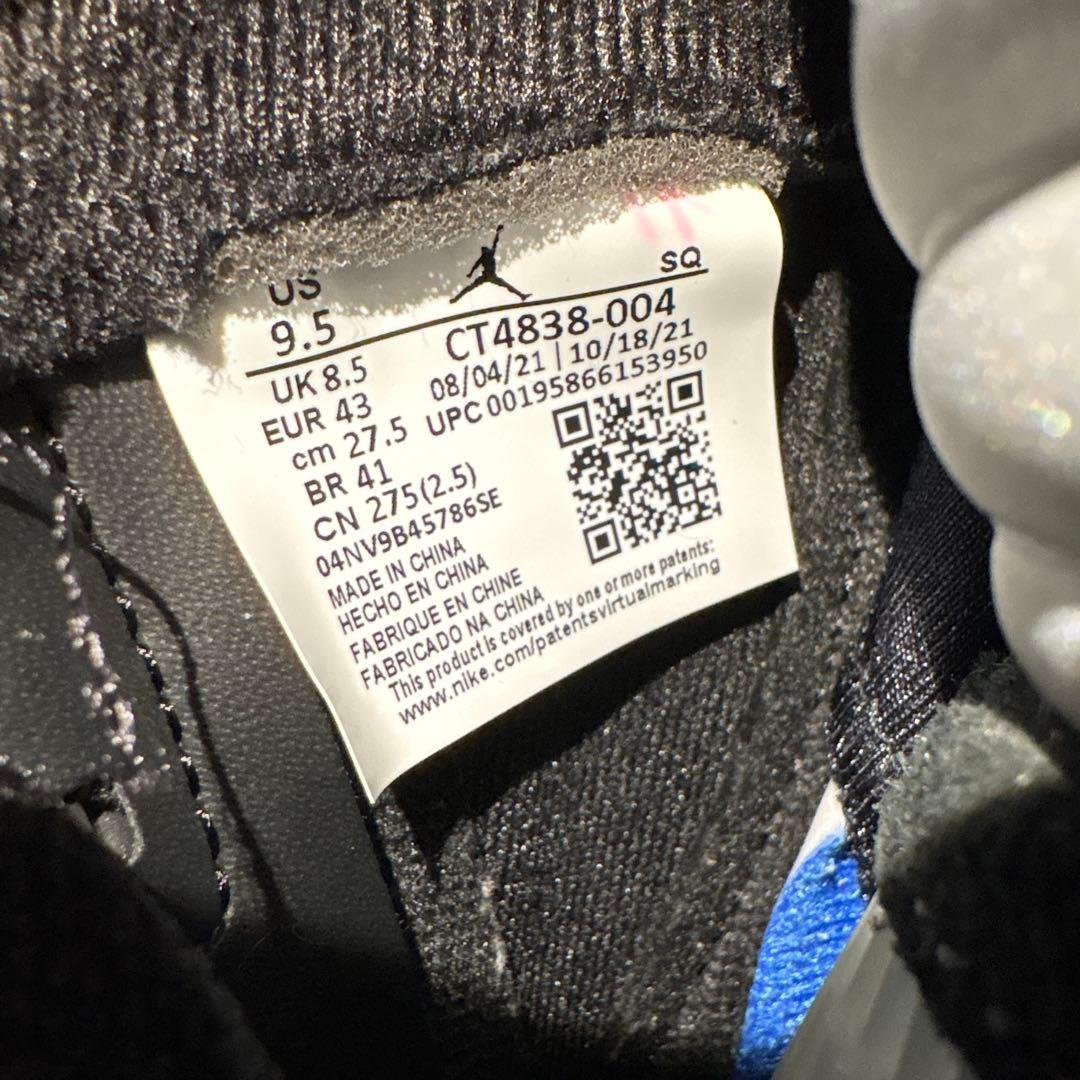 US SQ
9.5 CT4838-004
UK 8.5 08/04/21 | 10/18/21
EUR 43 UPC 00195866153950
cm 27.5
BR 41
CN 275(2.5)
04NV9B45786SE
MADE IN CHINA
HECHO EN CHINA
FABRIQUE EN CHINE
FABRICADO NA CHINA
This product is covered by one or more patents:
www.nike.com/patentsvirtualmarking